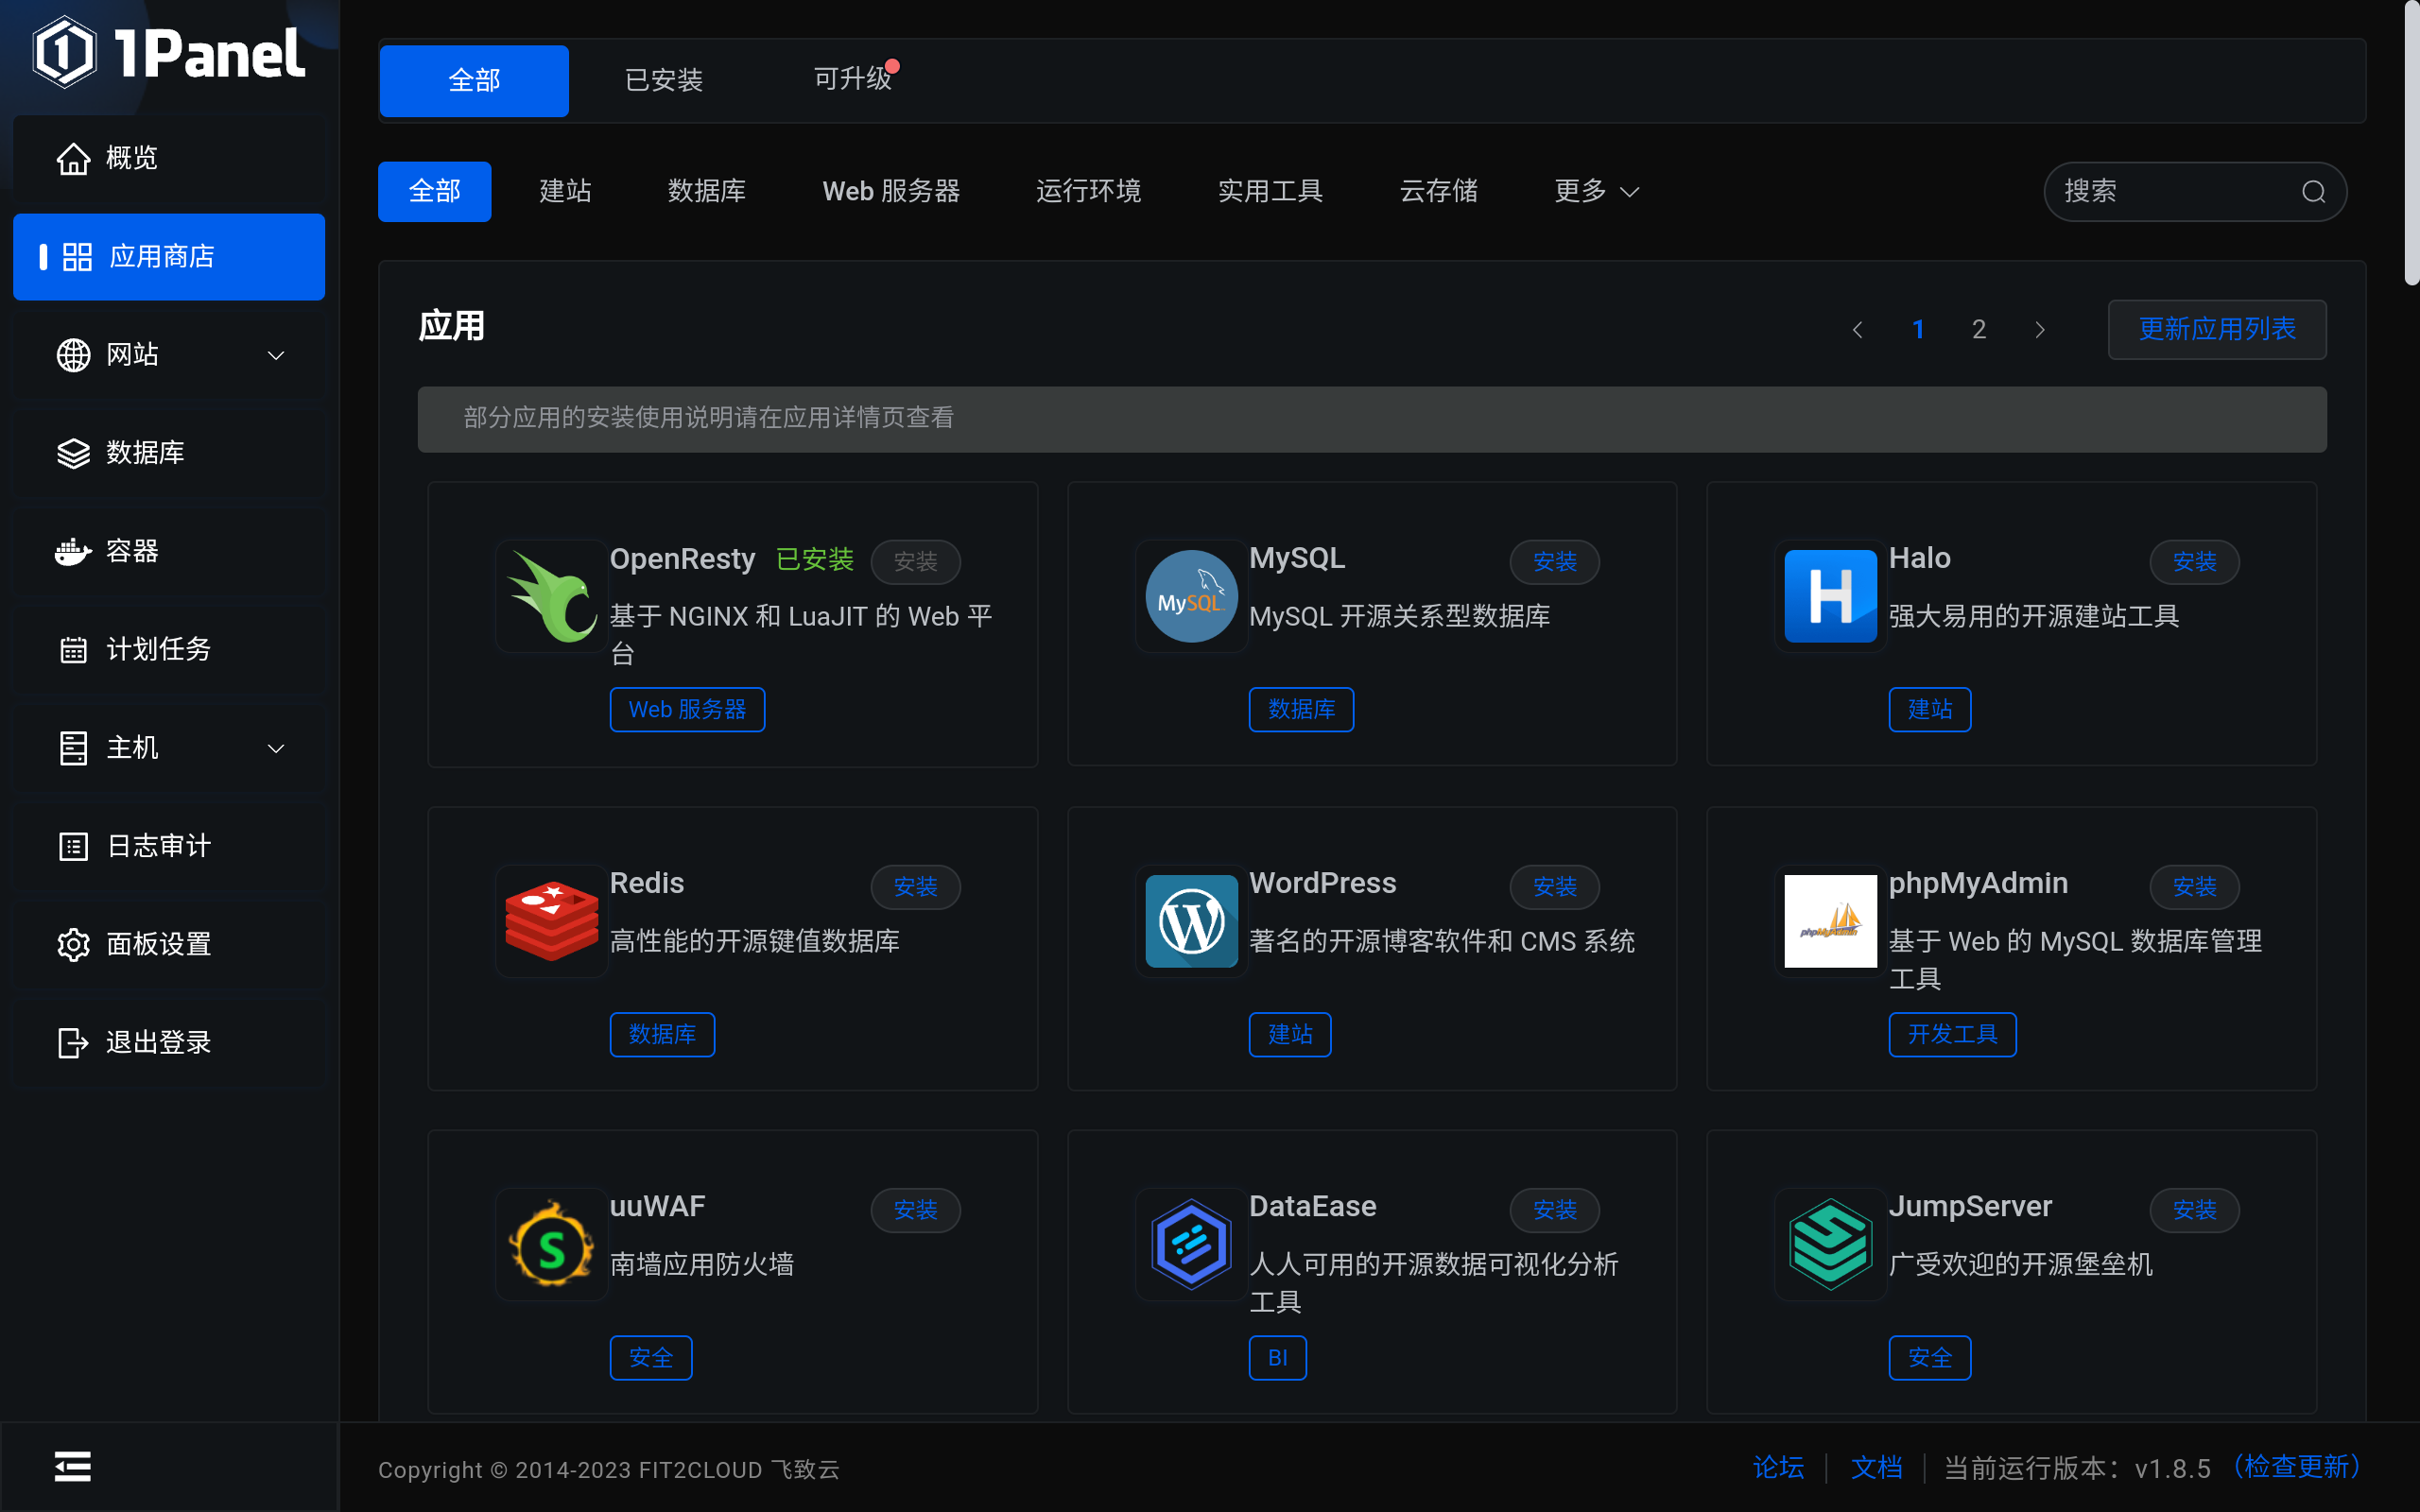 1Panel
概览
应用商店
网站
数据库
容器
计划任务
主机
日志审计
面板设置
退出登录
全部
已安装
可升级
全部
建站
数据库
Web 服务器
运行环境
实用工具
云存储
更多
搜索
应用
1
2
更新应用列表
部分应用的安装使用说明请在应用详情页查看
OpenResty 已安装 安装
基于 NGINX 和 LuaJIT 的 Web 平
台
Web 服务器
MySQL
MySQL 安装
MySQL 开源关系型数据库
数据库
H
Halo 安装
强大易用的开源建站工具
建站
Redis 安装
高性能的开源键值数据库
数据库
WordPress 安装
著名的开源博客软件和 CMS 系统
建站
phpMyAdmin
phpMyAdmin 安装
基于 Web 的 MySQL 数据库管理
工具
开发工具
S
uuWAF 安装
南墙应用防火墙
安全
DataEase 安装
人人可用的开源数据可视化分析
工具
BI
JumpServer 安装
广受欢迎的开源堡垒机
安全
Copyright © 2014-2023 FIT2CLOUD 飞致云
论坛
文档
当前运行版本：v1.8.5 （检查更新）